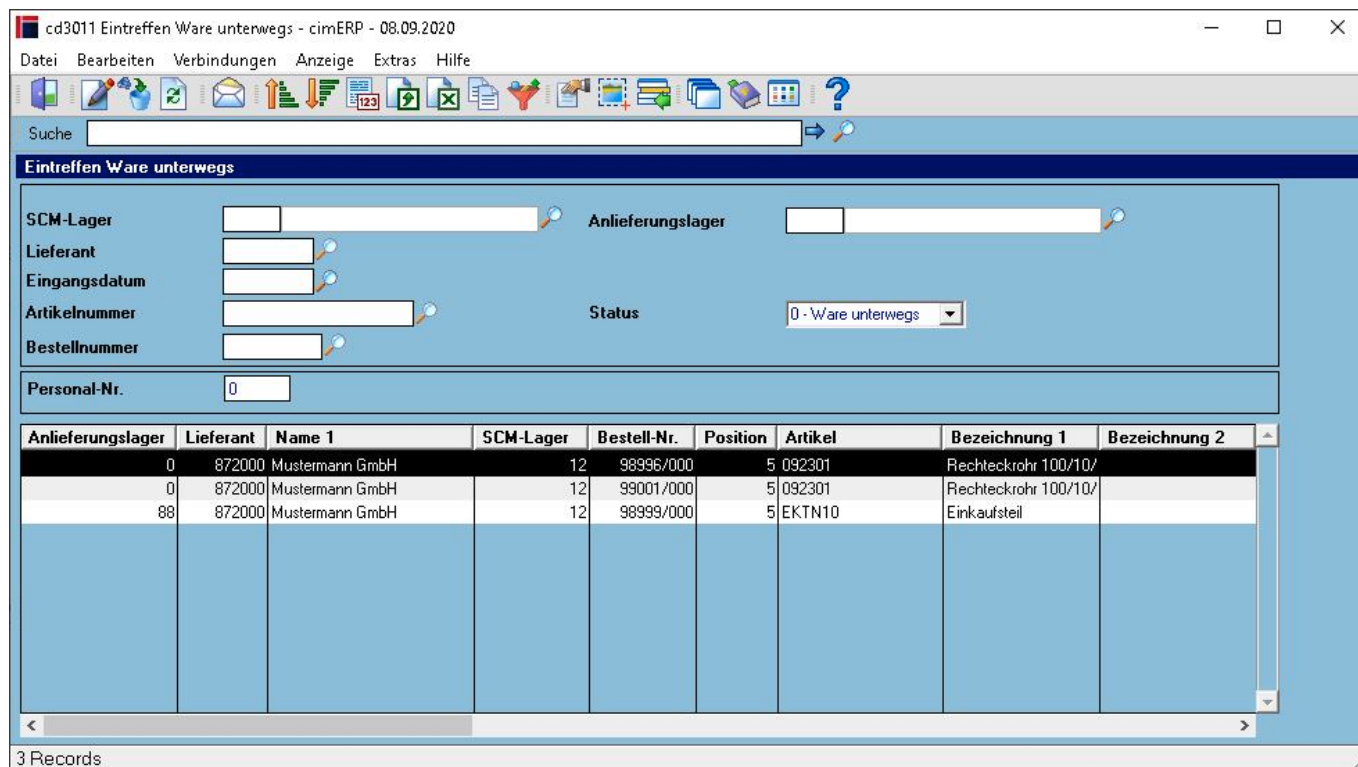 cd3011 Eintreffen Ware unterwegs - cimERP - 08.09.2020
Datei Bearbeiten Verbindungen Anzeige Extras Hilfe
123
Suche
Eintreffen Ware unterwegs
SCM-Lager Anlieferungslager
Lieferant
Eingangsdatum
Artikelnummer Status 0 - Ware unterwegs
Bestellnummer
Personal-Nr. 0
Anlieferungslager Lieferant Name 1 SCM-Lager Bestell-Nr. Position Artikel Bezeichnung 1 Bezeichnung 2
0 872000 Mustermann GmbH 12 98996/000 5 092301 Rechteckrohr 100/10/
0 872000 Mustermann GmbH 12 99001/000 5 092301 Rechteckrohr 100/10/
88 872000 Mustermann GmbH 12 98999/000 5 EKTN10 Einkaufsteil
3 Records